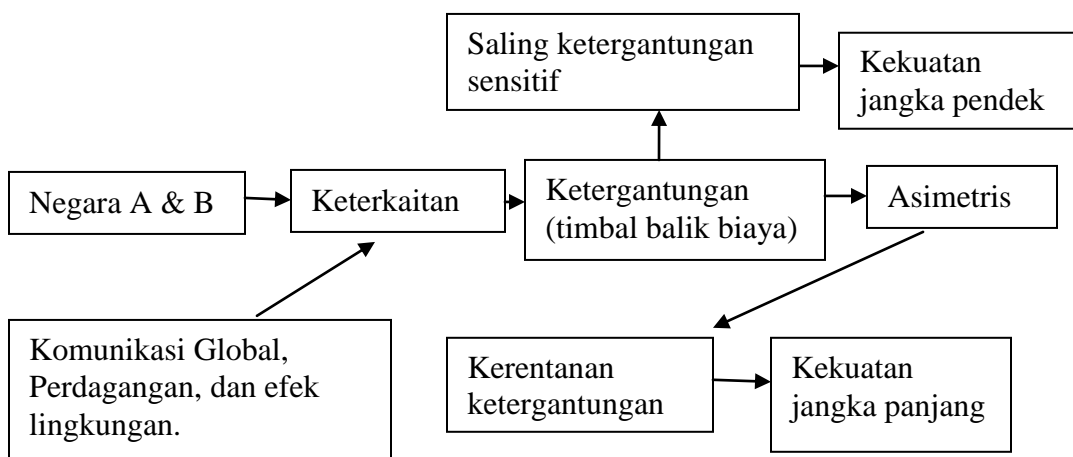 Saling ketergantungan
sensitif
Kekuatan
jangka pendek
Negara A & B
Keterkaitan
Ketergantungan
(timbal balik biaya)
Asimetris
Komunikasi Global,
Perdagangan, dan efek
lingkungan.
Kerentanan
ketergantungan
Kekuatan
jangka panjang